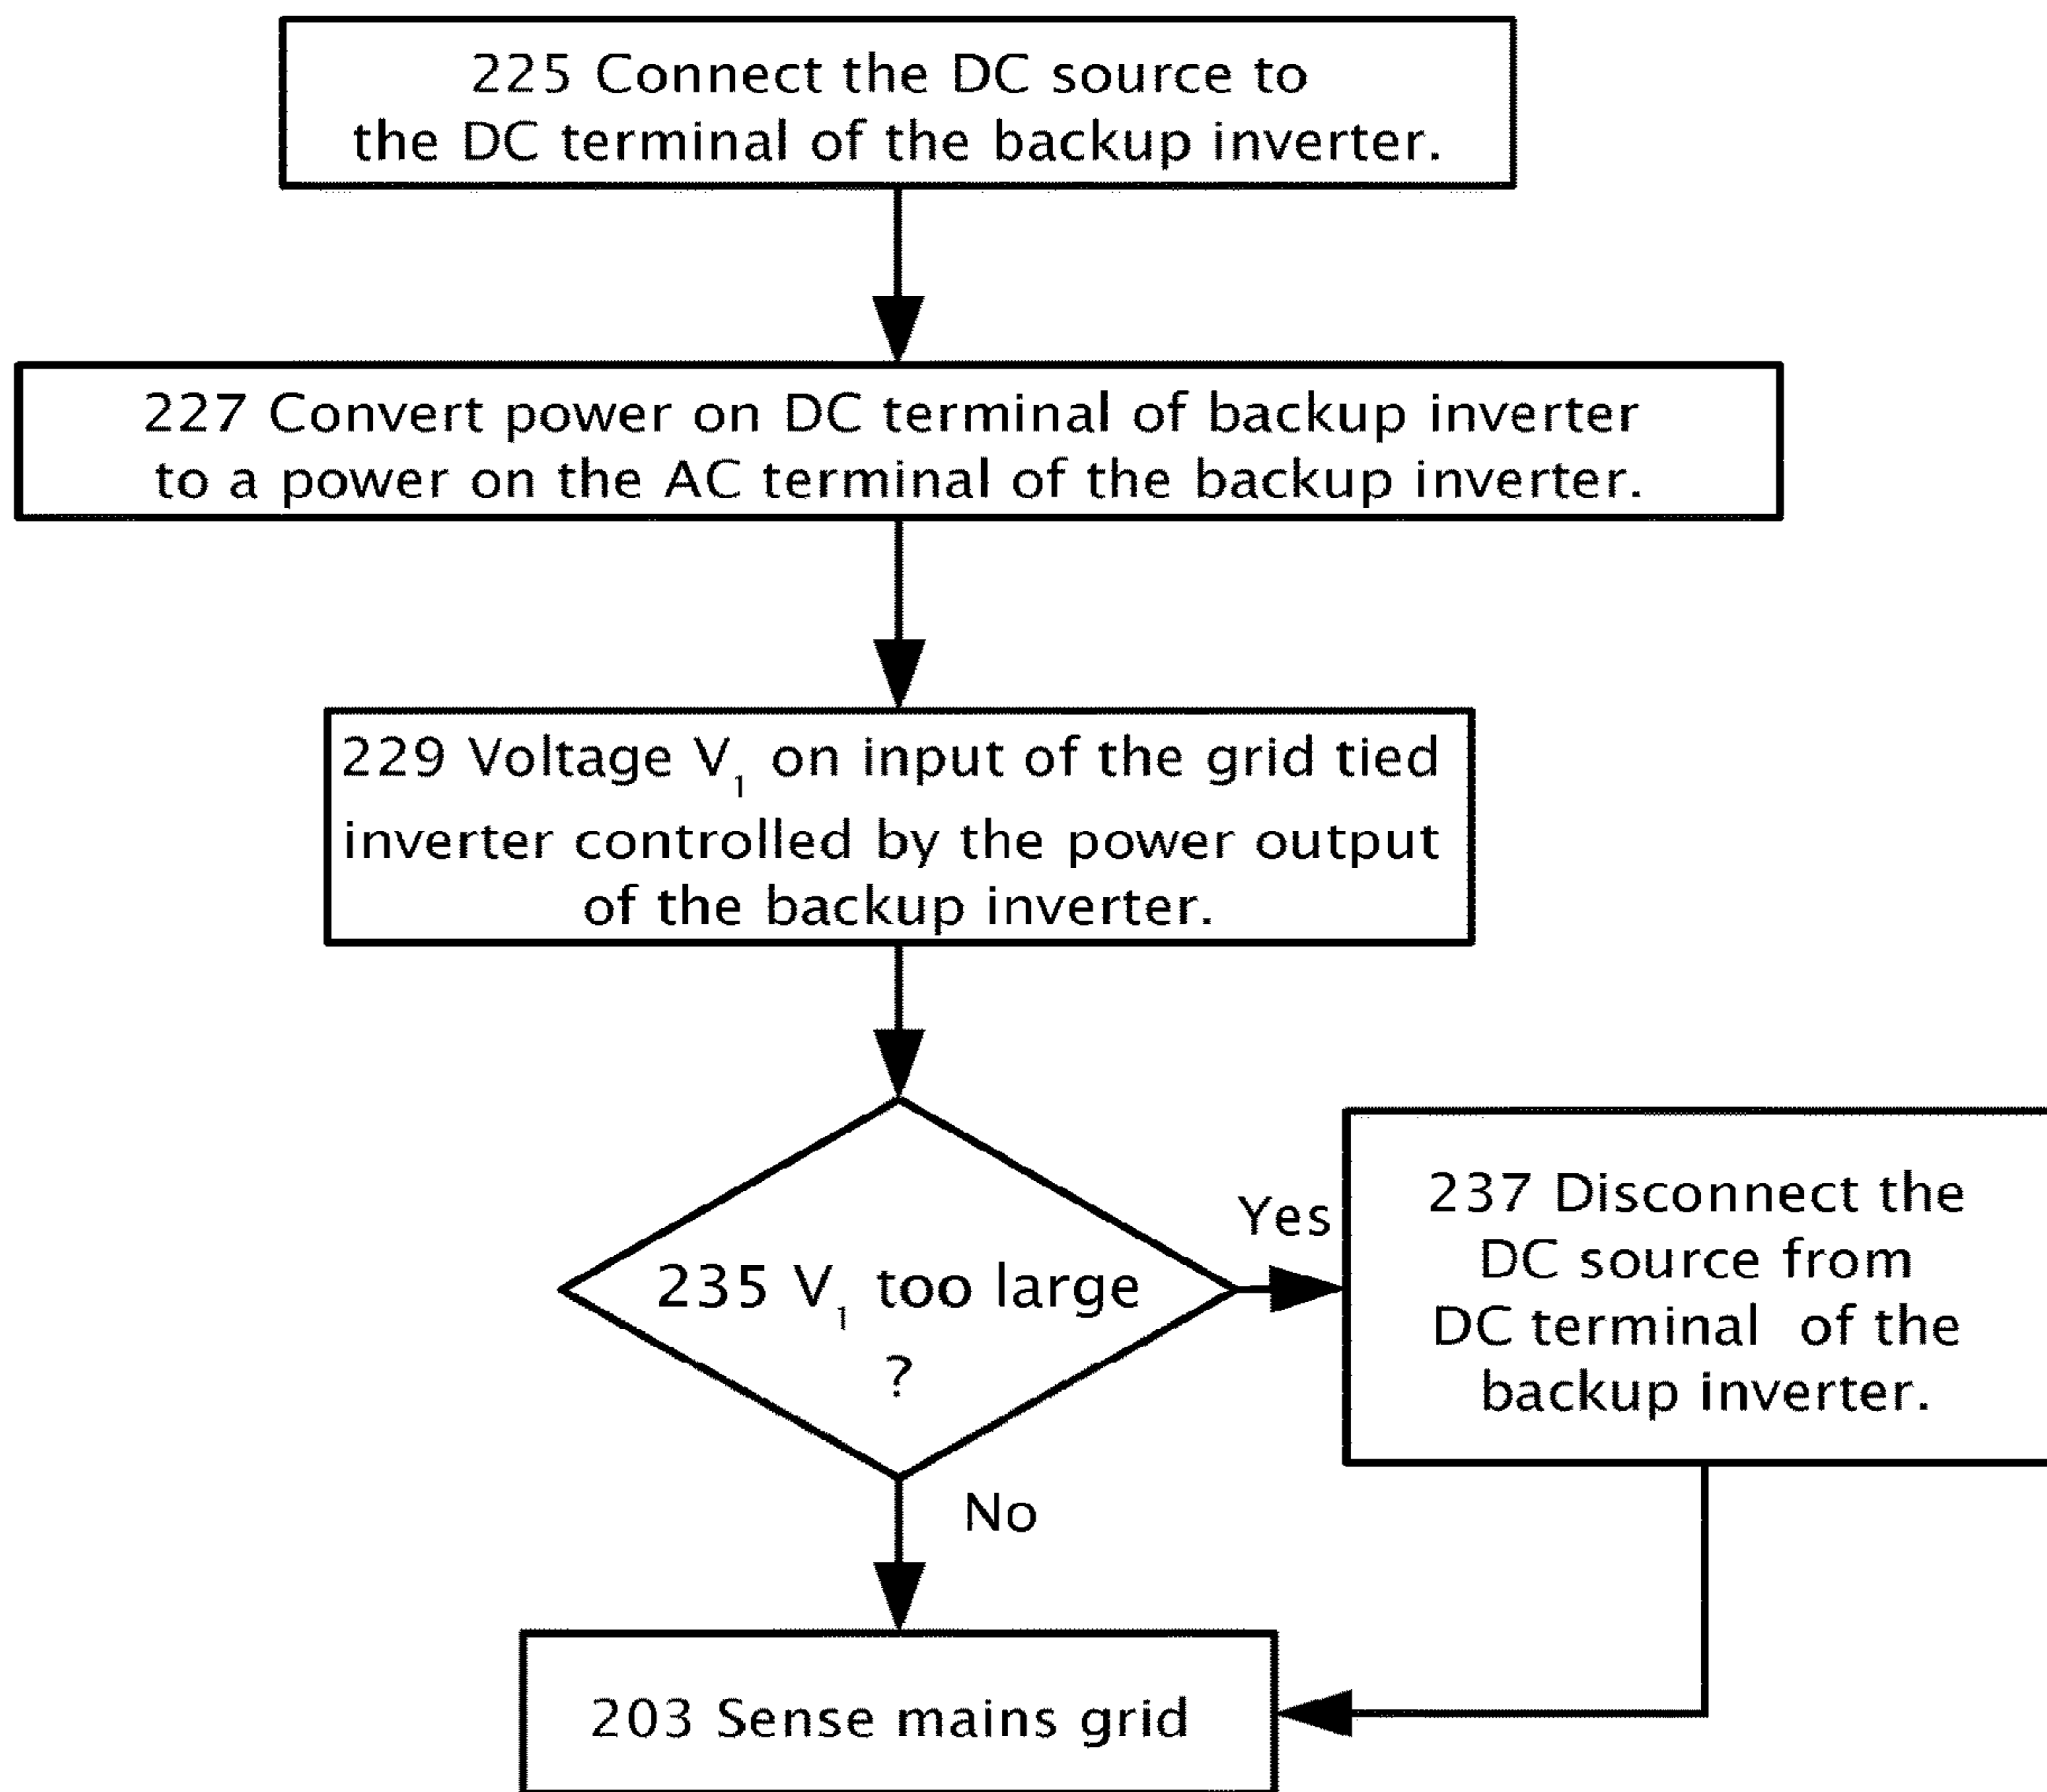 225 Connect the DC source to
the DC terminal of the backup inverter.
227 Convert power on DC terminal of backup inverter
to a power on the AC terminal of the backup inverter.
229 Voltage V₁ on input of the grid tied
inverter controlled by the power output
of the backup inverter.
235 V₁ too large
?
Yes
237 Disconnect the
DC source from
DC terminal of the
backup inverter.
No
203 Sense mains grid